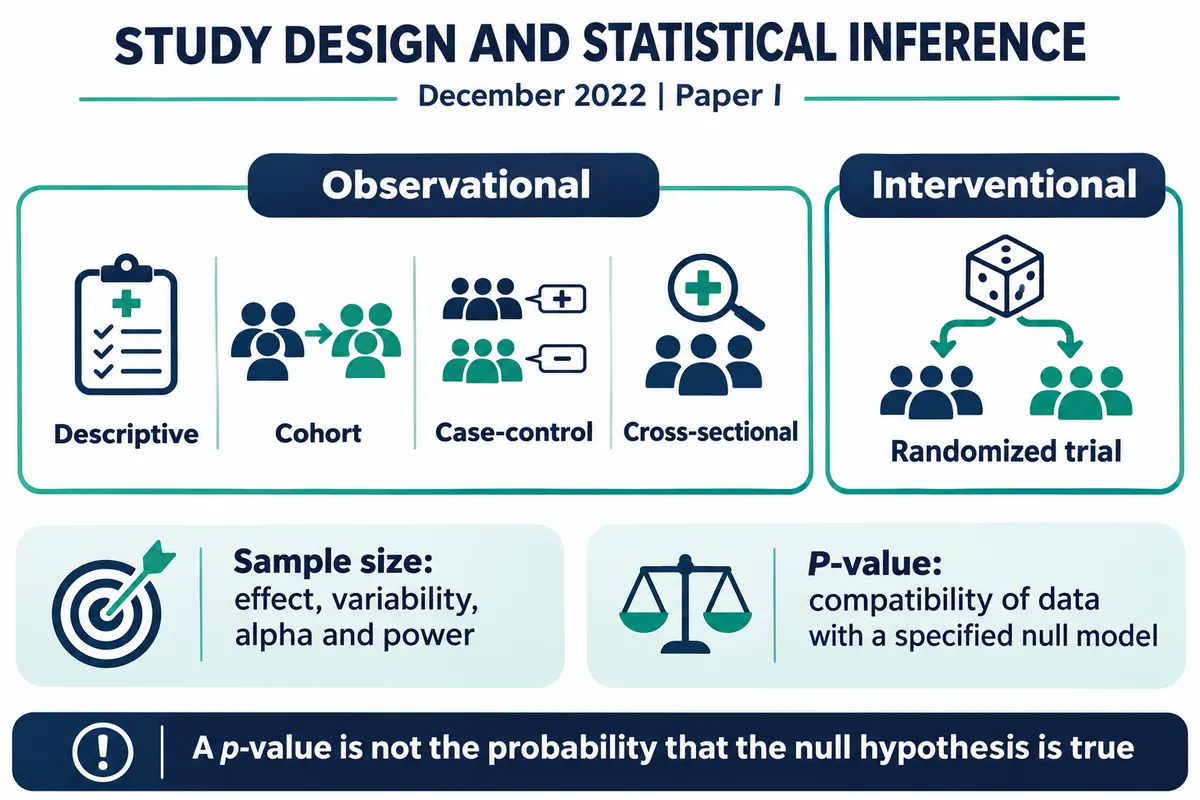 STUDY DESIGN AND STATISTICAL INFERENCE
December 2022 | Paper I
Observational
Descriptive
Cohort
+
-
Case-control
Cross-sectional
Interventional
Randomized trial
Sample size:
effect, variability,
alpha and power
P-value:
compatibility of data
with a specified null model
A p-value is not the probability that the null hypothesis is true